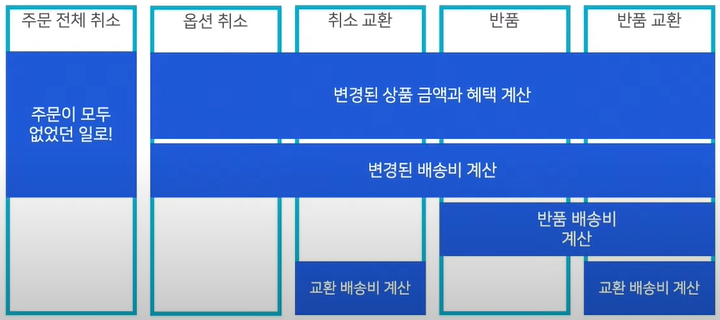 주문 전체 취소
옵션 취소
취소 교환
반품
반품 교환
주문이 모두
없었던 일로!
변경된 상품 금액과 혜택 계산
변경된 배송비 계산
반품 배송비
계산
교환 배송비 계산
교환 배송비 계산